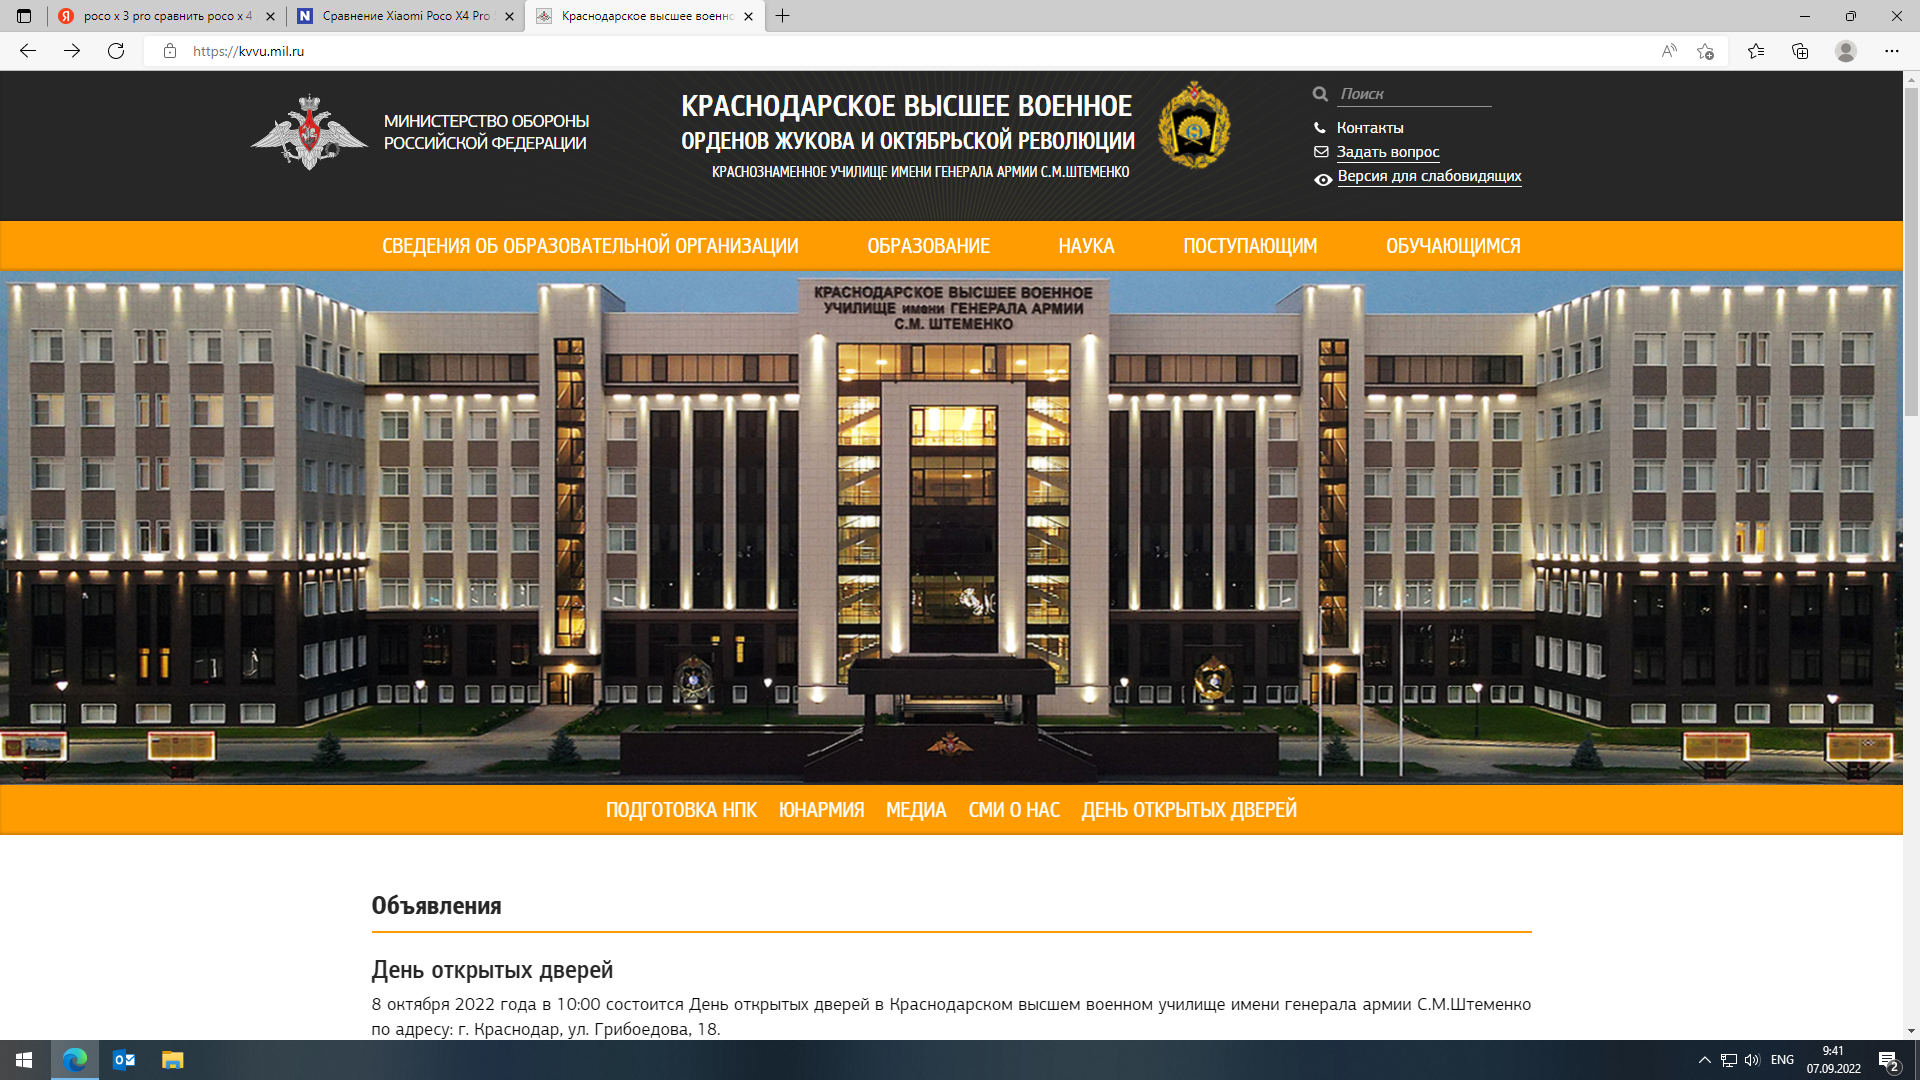 poco x 3 pro сравнить poco x 4
Сравнение Xiaomi Poco X4 Pro
Краснодарское высшее военно
https://kvvu.mil.ru
МИНИСТЕРСТВО ОБОРОНЫ
РОССИЙСКОЙ ФЕДЕРАЦИИ
КРАСНОДАРСКОЕ ВЫСШЕЕ ВОЕННОЕ
ОРДЕНОВ ЖУКОВА И ОКТЯБРЬСКОЙ РЕВОЛЮЦИИ
КРАСНОЗНАМЕННОЕ УЧИЛИЩЕ ИМЕНИ ГЕНЕРАЛА АРМИИ С.М.ШТЕМЕНКО
Поиск
Контакты
Задать вопрос
Версия для слабовидящих
СВЕДЕНИЯ ОБ ОБРАЗОВАТЕЛЬНОЙ ОРГАНИЗАЦИИ ОБРАЗОВАНИЕ НАУКА ПОСТУПАЮЩИМ ОБУЧАЮЩИМСЯ
КРАСНОДАРСКОЕ ВЫСШЕЕ ВОЕННОЕ
УЧИЛИЩЕ имени ГЕНЕРАЛА АРМИИ
С.М. ШТЕМЕНКО
ПОДГОТОВКА НПК ЮНАРМИЯ МЕДИА СМИ О НАС ДЕНЬ ОТКРЫТЫХ ДВЕРЕЙ
Объявления
День открытых дверей
8 октября 2022 года в 10:00 состоится День открытых дверей в Краснодарском высшем военном училище имени генерала армии С.М.Штеменко
по адресу: г. Краснодар, ул. Грибоедова, 18.
ENG
9:41
07.09.2022
2